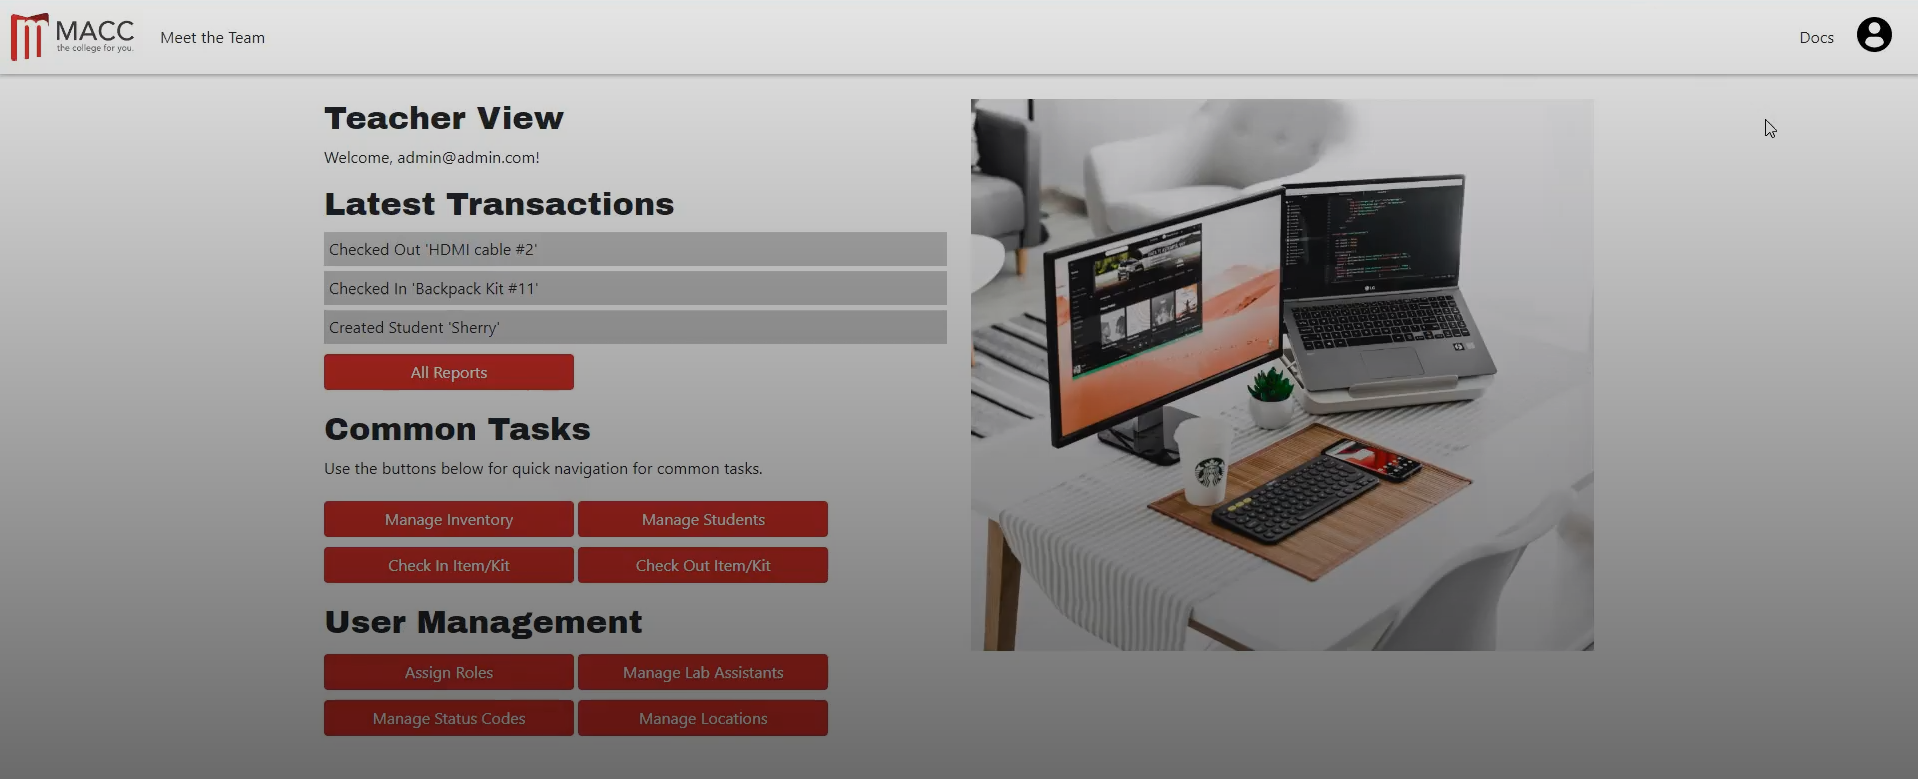 MACC
the college for you.
Meet the Team
Docs
Teacher View
Welcome, admin@admin.com!
Latest Transactions
Checked Out 'HDMI cable #2'
Checked In 'Backpack Kit #11'
Created Student 'Sherry'
All Reports
Common Tasks
Use the buttons below for quick navigation for common tasks.
Manage Inventory
Manage Students
Check In Item/Kit
Check Out Item/Kit
User Management
Assign Roles
Manage Lab Assistants
Manage Status Codes
Manage Locations
LG